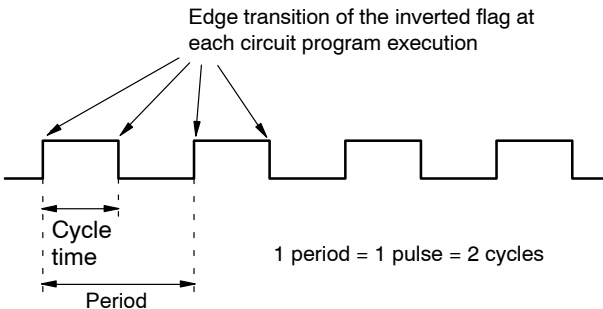 Edge transition of the inverted flag at
each circuit program execution
Cycle
time
1 period = 1 pulse = 2 cycles
Period